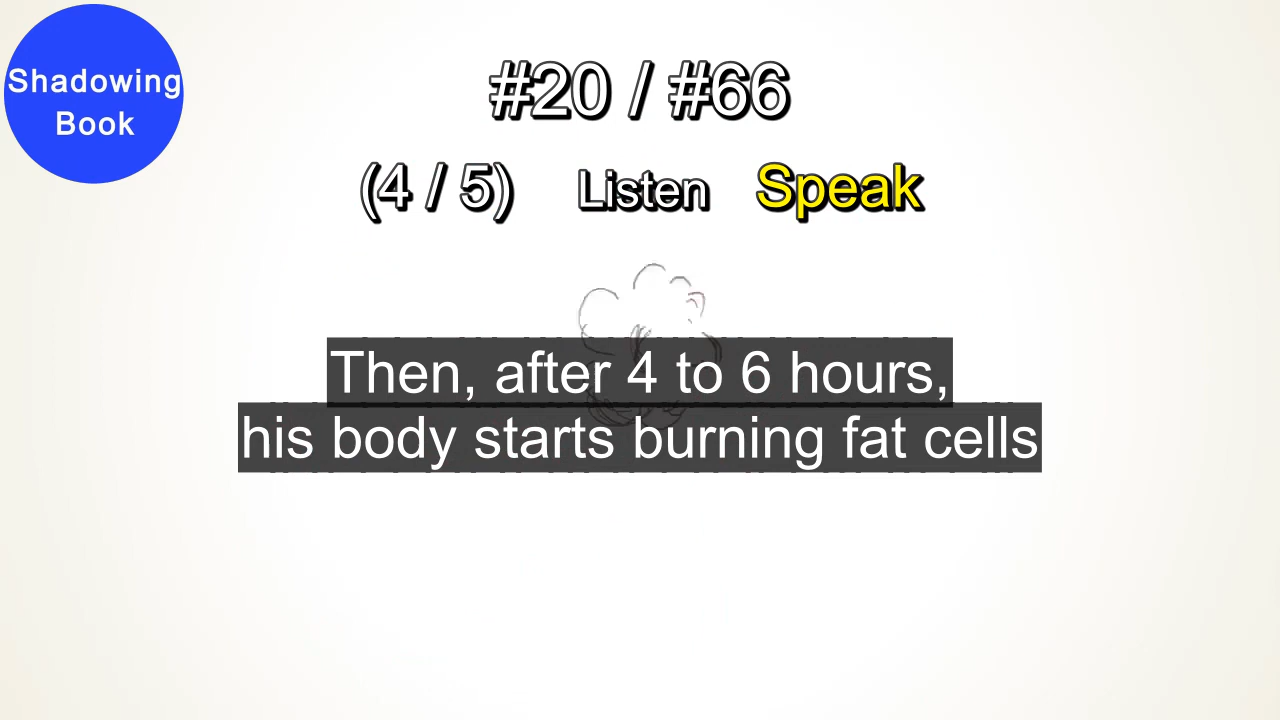 Shadowing
Book
#20 / #66
(4 / 5) Listen Speak
Then, after 4 to 6 hours,
his body starts burning fat cells